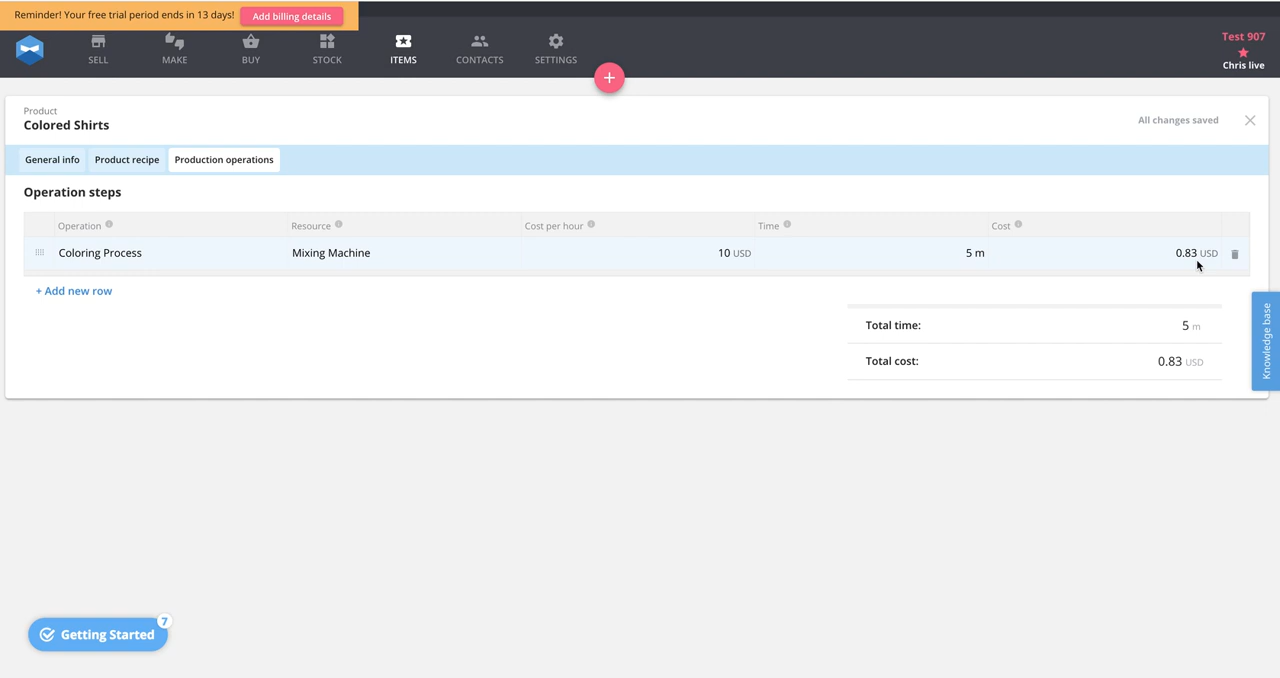 Reminder! Your free trial period ends in 13 days! Add billing details
SELL MAKE BUY STOCK ITEMS CONTACTS SETTINGS
Test 907
Chris live
+
Product
Colored Shirts
All changes saved
General info Product recipe Production operations
Operation steps
Operation Resource Cost per hour Time Cost
Coloring Process Mixing Machine 10 USD 5 m 0.83 USD
+ Add new row
Total time: 5 m
Total cost: 0.83 USD
Knowledge base
Getting Started 7